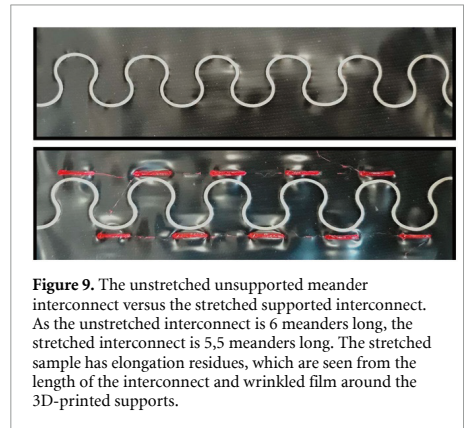 Figure 9. The unstretched unsupported meander
interconnect versus the stretched supported interconnect.
As the unstretched interconnect is 6 meanders long, the
stretched interconnect is 5,5 meanders long. The stretched
sample has elongation residues, which are seen from the
length of the interconnect and wrinkled film around the
3D-printed supports.